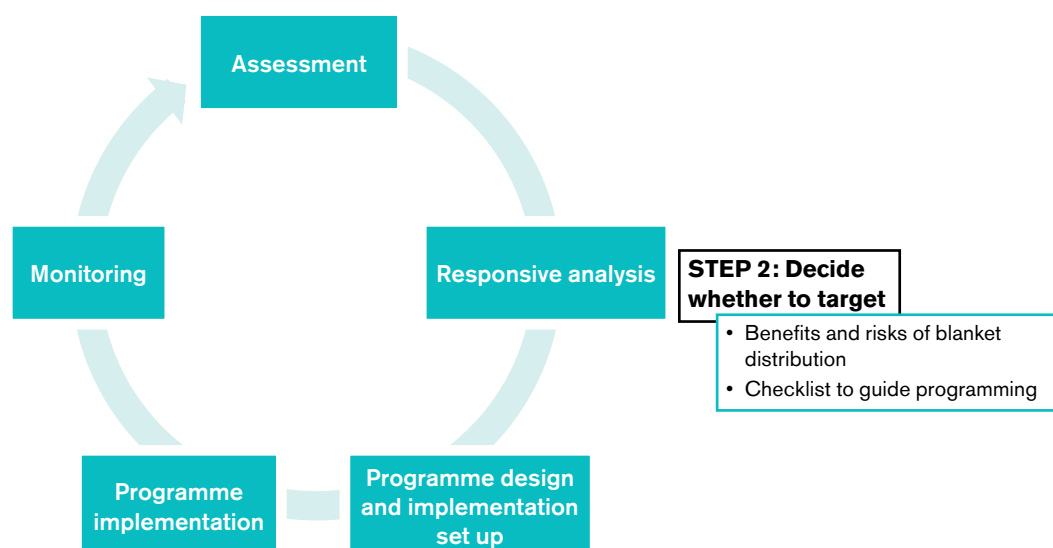 Assessment
Monitoring
Responsive analysis
STEP 2: Decide
whether to target
• Benefits and risks of blanket
distribution
• Checklist to guide programming
Programme
implementation
Programme design
and implementation
set up